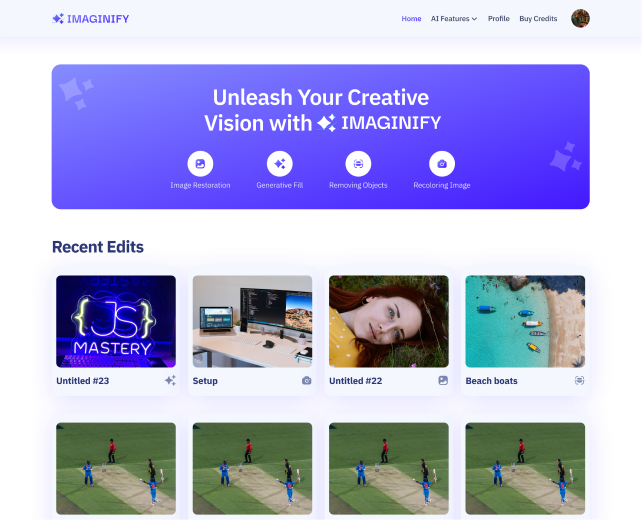 IMAGINIFY
Home AI Features Profile Buy Credits
Unleash Your Creative
Vision with IMAGINIFY
Image Restoration Generative Fill Removing Objects Recoloring Image
Recent Edits
{JS}
MASTERY
Untitled #23 Setup Untitled #22 Beach boats